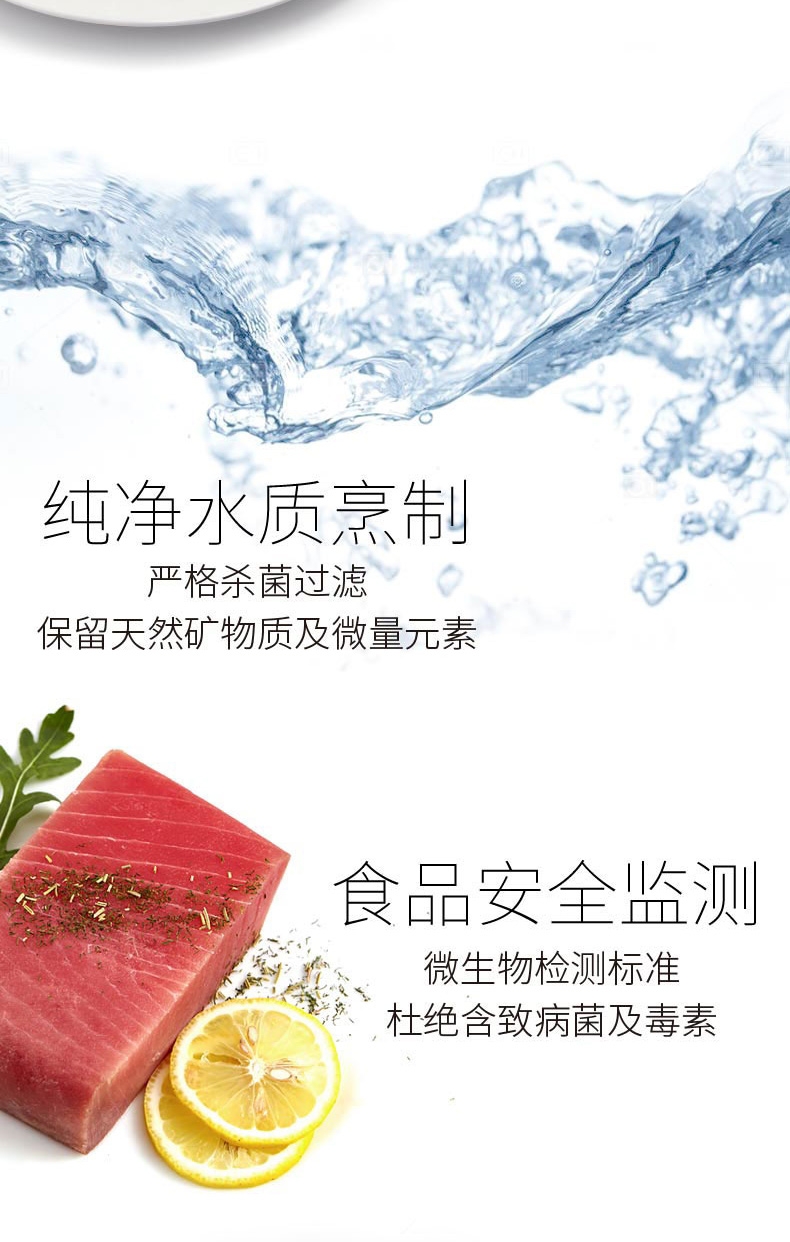 纯净水质烹制
严格杀菌过滤
保留天然矿物质及微量元素
食品安全监测
微生物检测标准
杜绝含致病菌及毒素